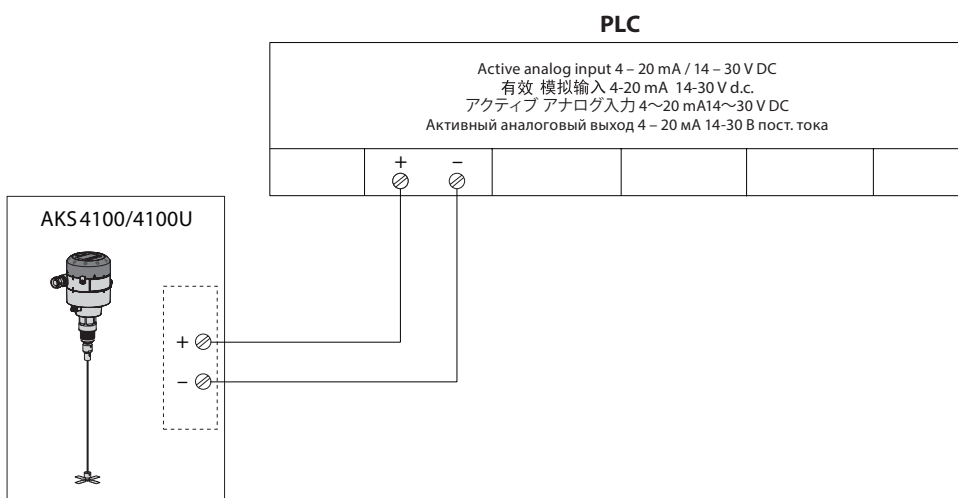 PLC
Active analog input 4 – 20 mA / 14 – 30 V DC
有效 模拟输入 4-20 mA 14-30 V d.c.
アクティブ アナログ入力 4～20 mA14～30 V DC
Активный аналоговый выход 4 – 20 мА 14-30 В пост. тока
+ –
AKS 4100/4100U
+
–